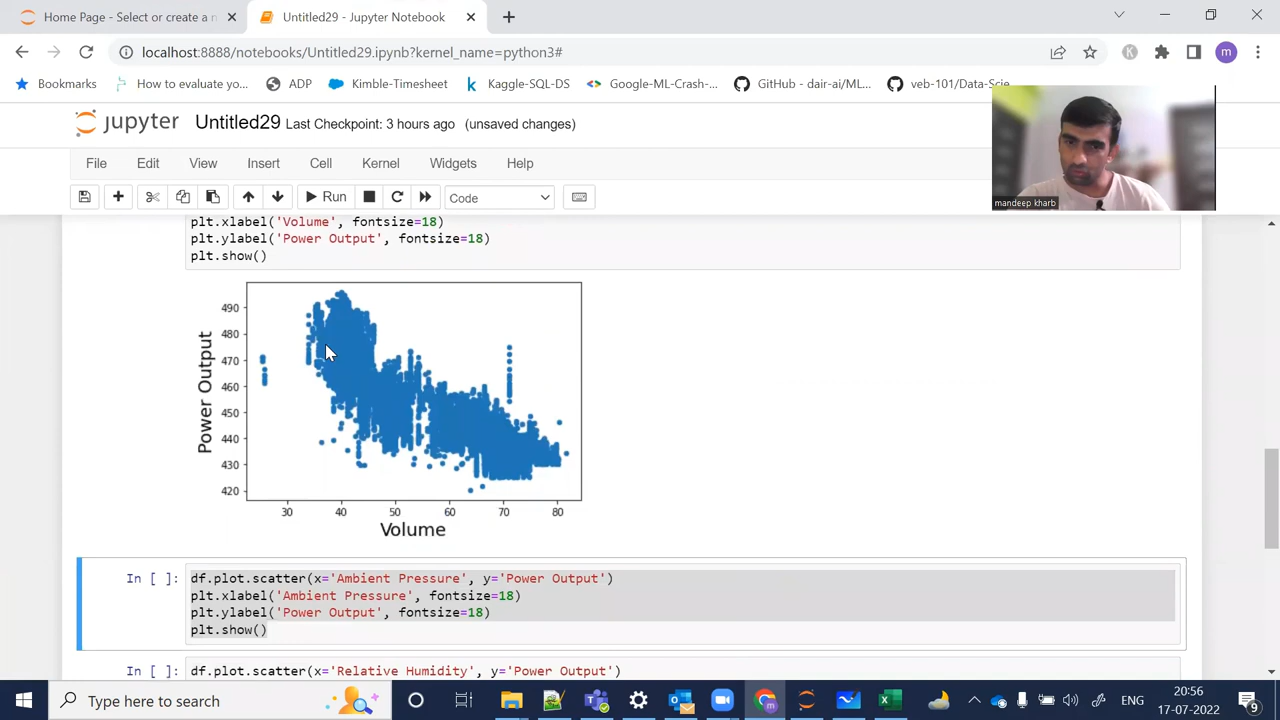 Home Page - Select or create a n
Untitled29 - Jupyter Notebook
localhost:8888/notebooks/Untitled29.ipynb?kernel_name=python3#
m
Bookmarks
How to evaluate yo...
ADP
Kimble-Timesheet
Kaggle-SQL-DS
Google-ML-Crash-...
GitHub - dair-ai/ML...
veb-101/Data-Scie
jupyter Untitled29 Last Checkpoint: 3 hours ago (unsaved changes)
mandeep kharb
File Edit View Insert Cell Kernel Widgets Help
Run
Code
plt.xlabel('Volume', fontsize=18)
plt.ylabel('Power Output', fontsize=18)
plt.show()
Power Output
490
480
470
460
450
440
430
420
30 40 50 60 70 80
Volume
In [ ]:
df.plot.scatter(x='Ambient Pressure', y='Power Output')
plt.xlabel('Ambient Pressure', fontsize=18)
plt.ylabel('Power Output', fontsize=18)
plt.show()
In [ ]:
df.plot.scatter(x='Relative Humidity', y='Power Output')
Type here to search
ENG
20:56
17-07-2022
9